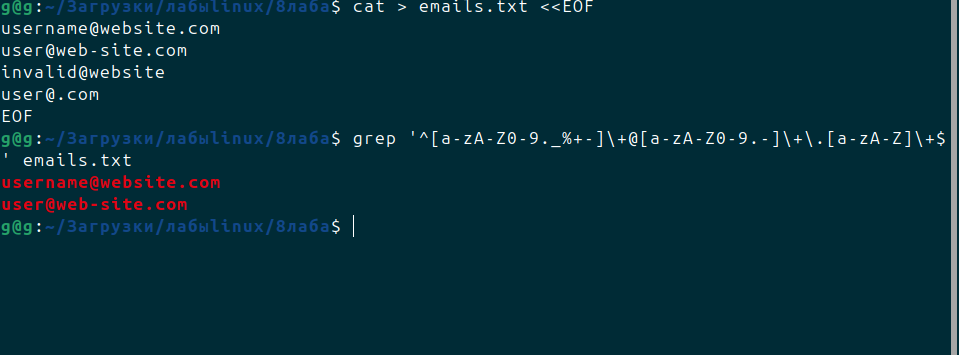 g@g:~/Загрузки/лабыlinux/8лаба$ cat > emails.txt <<EOF
username@website.com
user@web-site.com
invalid@website
user@.com
EOF
g@g:~/Загрузки/лабыlinux/8лаба$ grep '^[a-zA-Z0-9._%+-]\+@[a-zA-Z0-9.-]\+\.[a-zA-Z]\+$
' emails.txt
username@website.com
user@web-site.com
g@g:~/Загрузки/лабыlinux/8лаба$